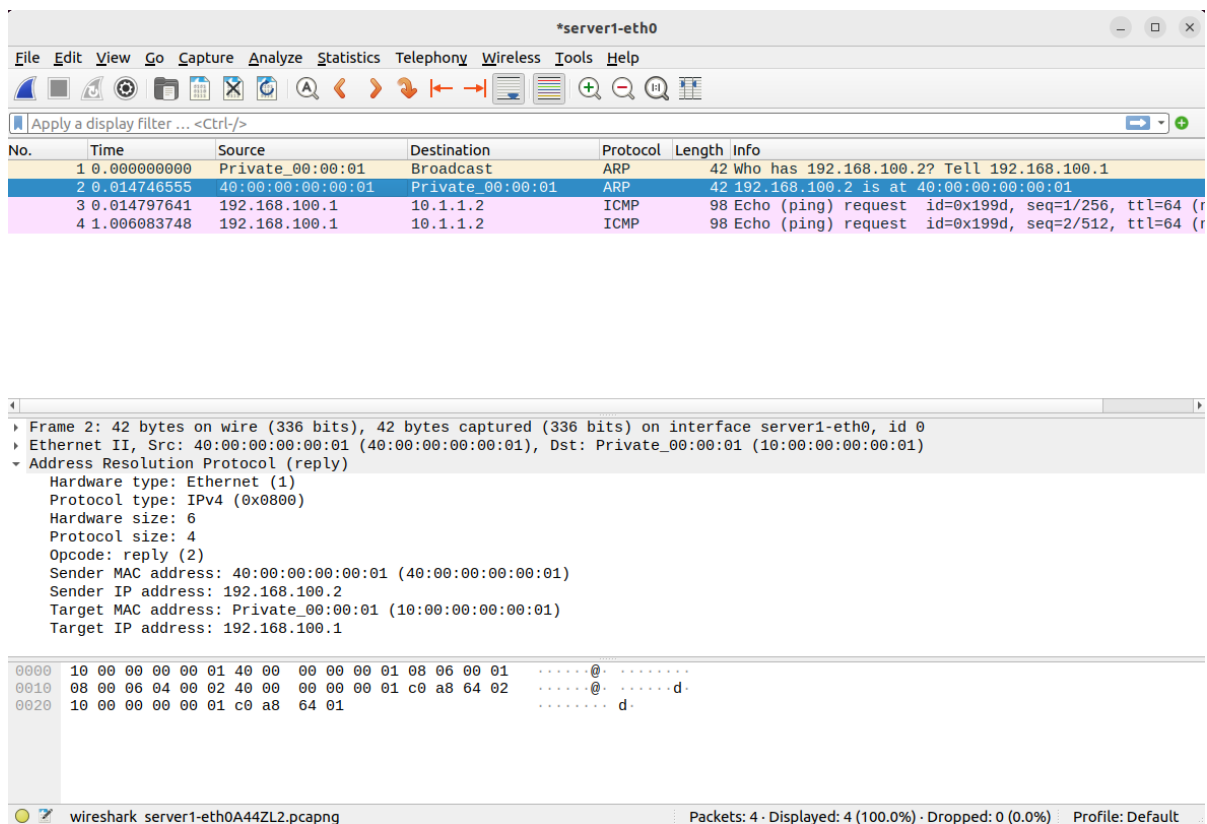 *server1-eth0
File Edit View Go Capture Analyze Statistics Telephony Wireless Tools Help
Apply a display filter … <Ctrl-/>
No. Time Source Destination Protocol Length Info
1 0.000000000 Private_00:00:01 Broadcast ARP 42 Who has 192.168.100.2? Tell 192.168.100.1
2 0.014746555 40:00:00:00:00:01 Private_00:00:01 ARP 42 192.168.100.2 is at 40:00:00:00:00:01
3 0.014797641 192.168.100.1 10.1.1.2 ICMP 98 Echo (ping) request id=0x199d, seq=1/256, ttl=64 (
4 1.006083748 192.168.100.1 10.1.1.2 ICMP 98 Echo (ping) request id=0x199d, seq=2/512, ttl=64 (
Frame 2: 42 bytes on wire (336 bits), 42 bytes captured (336 bits) on interface server1-eth0, id 0
Ethernet II, Src: 40:00:00:00:00:01 (40:00:00:00:00:01), Dst: Private_00:00:01 (10:00:00:00:00:01)
Address Resolution Protocol (reply)
Hardware type: Ethernet (1)
Protocol type: IPv4 (0x0800)
Hardware size: 6
Protocol size: 4
Opcode: reply (2)
Sender MAC address: 40:00:00:00:00:01 (40:00:00:00:00:01)
Sender IP address: 192.168.100.2
Target MAC address: Private_00:00:01 (10:00:00:00:00:01)
Target IP address: 192.168.100.1
0000 10 00 00 00 00 01 40 00 00 00 00 01 08 06 00 01 ······@· ········
0010 08 00 06 04 00 02 40 00 00 00 00 01 c0 a8 64 02 ······@· ······d·
0020 10 00 00 00 00 01 c0 a8 64 01 ········ d·
wireshark_server1-eth0A44ZL2.pcapng Packets: 4 · Displayed: 4 (100.0%) · Dropped: 0 (0.0%) Profile: Default